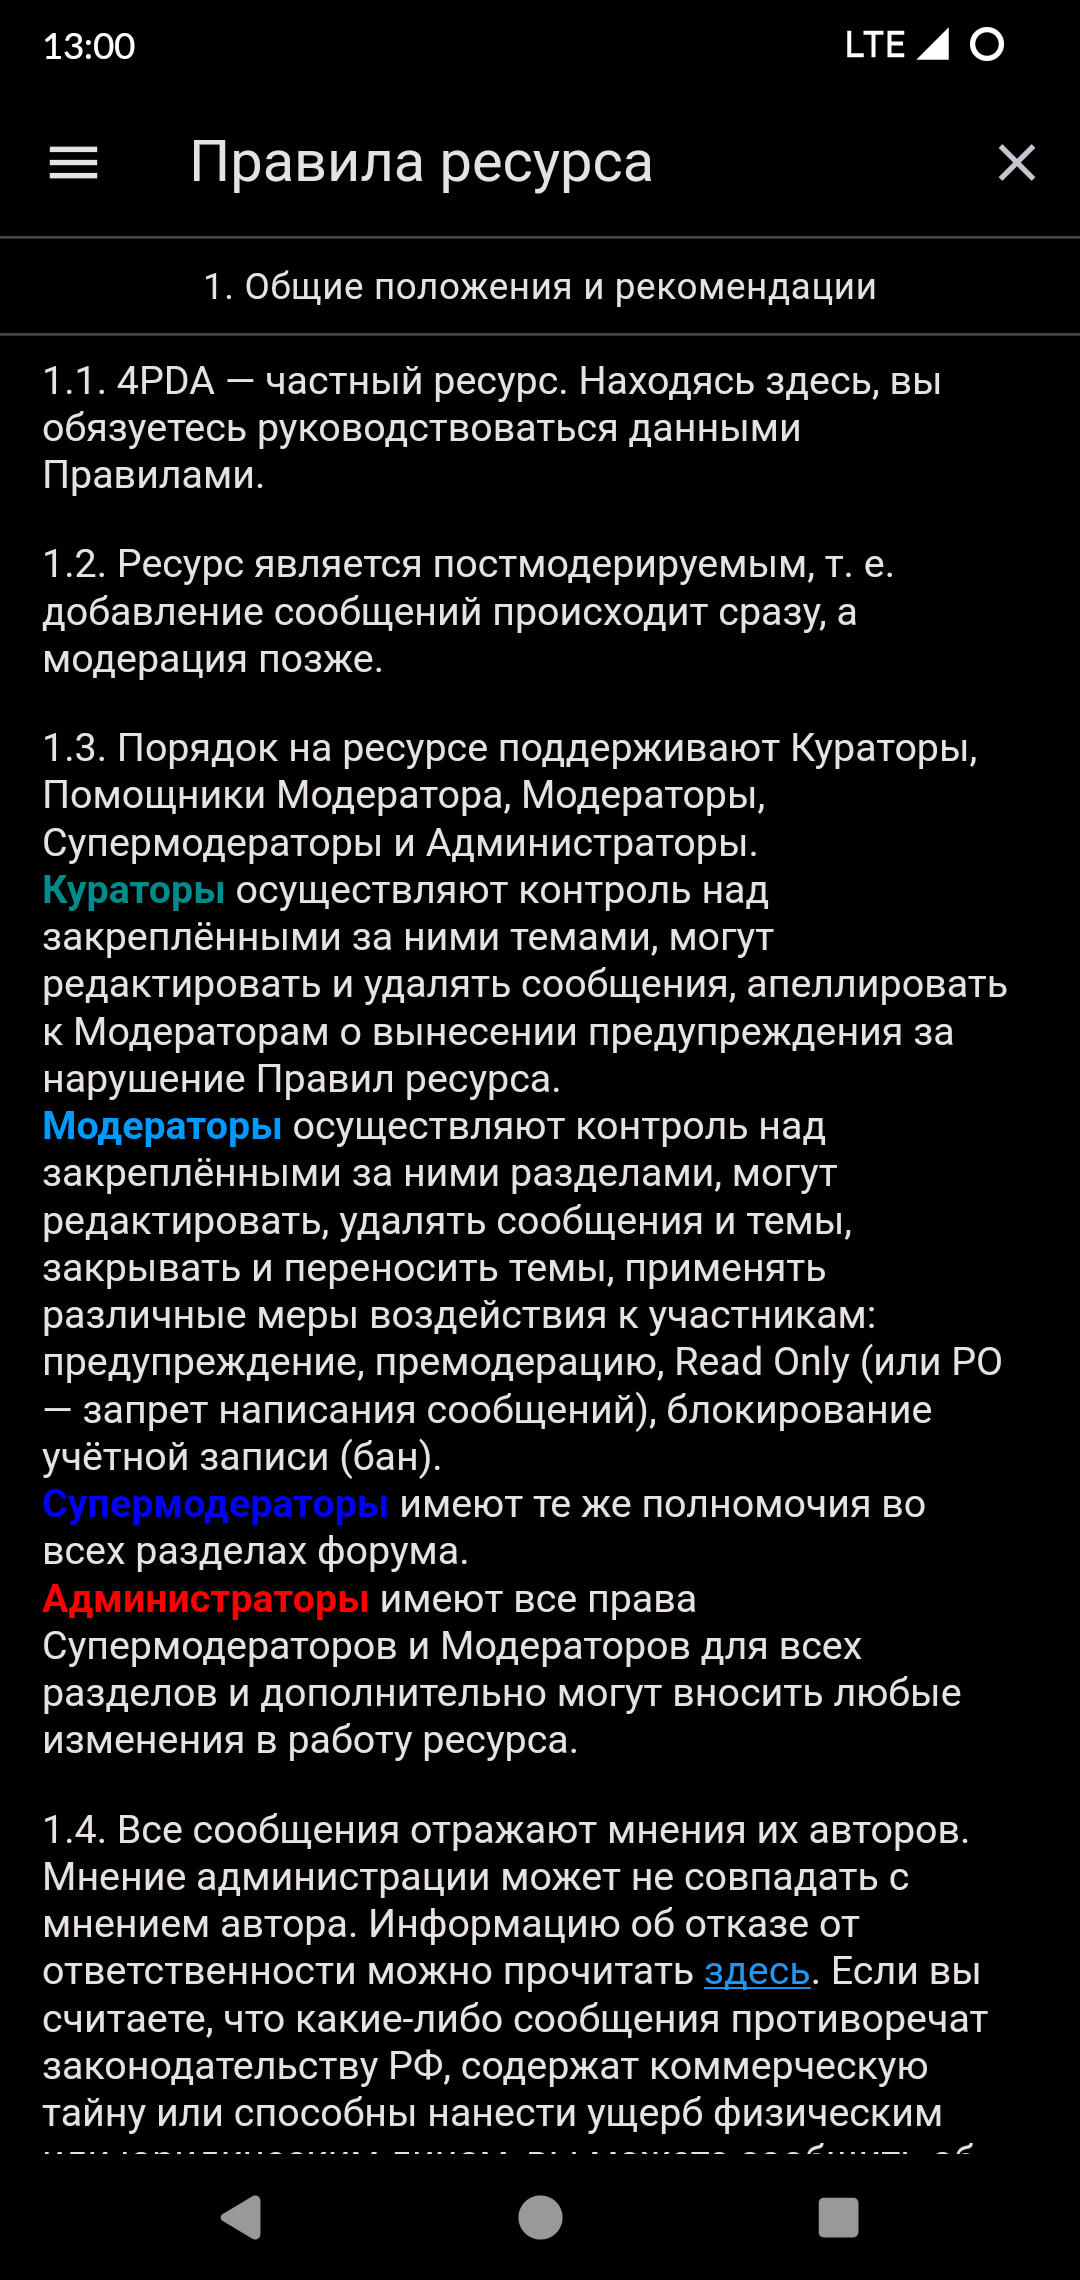 13:00
LTE
Правила ресурса
1. Общие положения и рекомендации
1.1. 4PDA — частный ресурс. Находясь здесь, вы
обязуетесь руководствоваться данными
Правилами.
1.2. Ресурс является постмодерируемым, т. е.
добавление сообщений происходит сразу, а
модерация позже.
1.3. Порядок на ресурсе поддерживают Кураторы,
Помощники Модератора, Модераторы,
Супермодераторы и Администраторы.
Кураторы осуществляют контроль над
закреплёнными за ними темами, могут
редактировать и удалять сообщения, апеллировать
к Модераторам о вынесении предупреждения за
нарушение Правил ресурса.
Модераторы осуществляют контроль над
закреплёнными за ними разделами, могут
редактировать, удалять сообщения и темы,
закрывать и переносить темы, применять
различные меры воздействия к участникам:
предупреждение, премодерацию, Read Only (или РО
— запрет написания сообщений), блокирование
учётной записи (бан).
Супермодераторы имеют те же полномочия во
всех разделах форума.
Администраторы имеют все права
Супермодераторов и Модераторов для всех
разделов и дополнительно могут вносить любые
изменения в работу ресурса.
1.4. Все сообщения отражают мнения их авторов.
Мнение администрации может не совпадать с
мнением автора. Информацию об отказе от
ответственности можно прочитать здесь. Если вы
считаете, что какие-либо сообщения противоречат
законодательству РФ, содержат коммерческую
тайну или способны нанести ущерб физическим